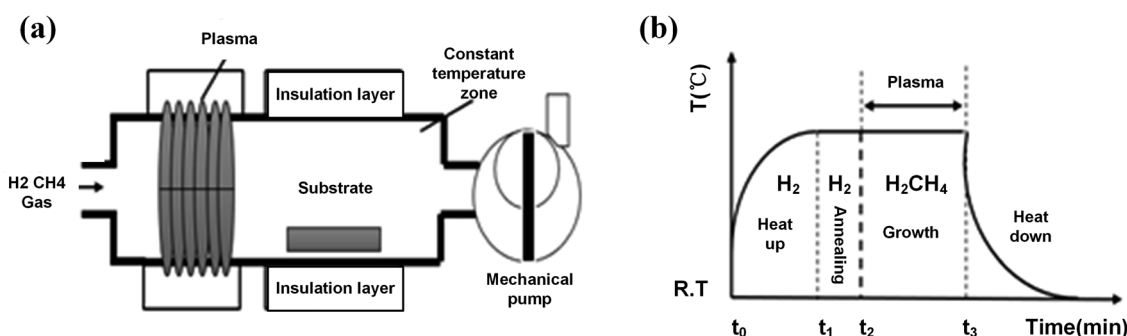 (a)
Plasma
Constant
temperature
zone
Insulation layer
H2 CH4
Gas
Substrate
Insulation layer
Mechanical
pump
(b)
T(℃)
Plasma
H₂
H₂
H₂CH₄
Heat
up
Annealing
Growth
Heat
down
R.T
t₀
t₁
t₂
t₃
Time(min)